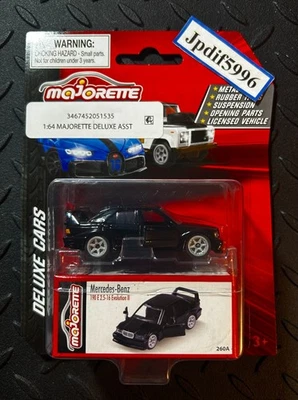 WARNING:
CHOKING HAZARD - Small parts.
Not for children under 3 years.
Jpdif5996
majorette
METAL
RUBBER TIRES
SUSPENSION
OPENING PARTS
LICENSED VEHICLE
3467452051535
1:64 MAJORETTE DELUXE ASST
DELUXE CARS
majorette
Mercedes-Benz
190 E 2.5-16 Evolution II
260A
3+